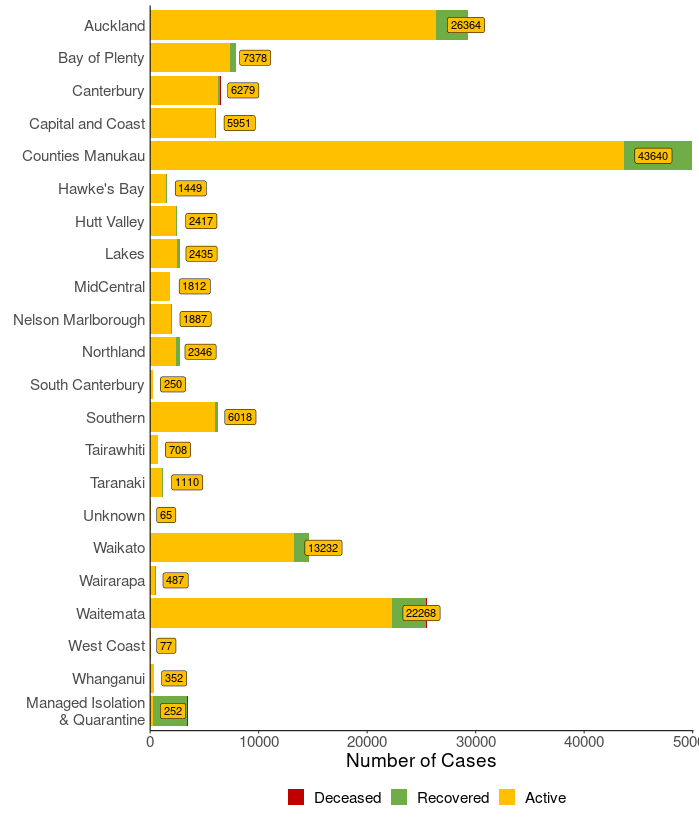 Auckland 26364
Bay of Plenty 7378
Canterbury 6279
Capital and Coast 5951
Counties Manukau 43640
Hawke's Bay 1449
Hutt Valley 2417
Lakes 2435
MidCentral 1812
Nelson Marlborough 1887
Northland 2346
South Canterbury 250
Southern 6018
Tairawhiti 708
Taranaki 1110
Unknown 65
Waikato 13232
Wairarapa 487
Waitemata 22268
West Coast 77
Whanganui 352
Managed Isolation
& Quarantine 252
0 10000 20000 30000 40000 5000
Number of Cases
Deceased Recovered Active